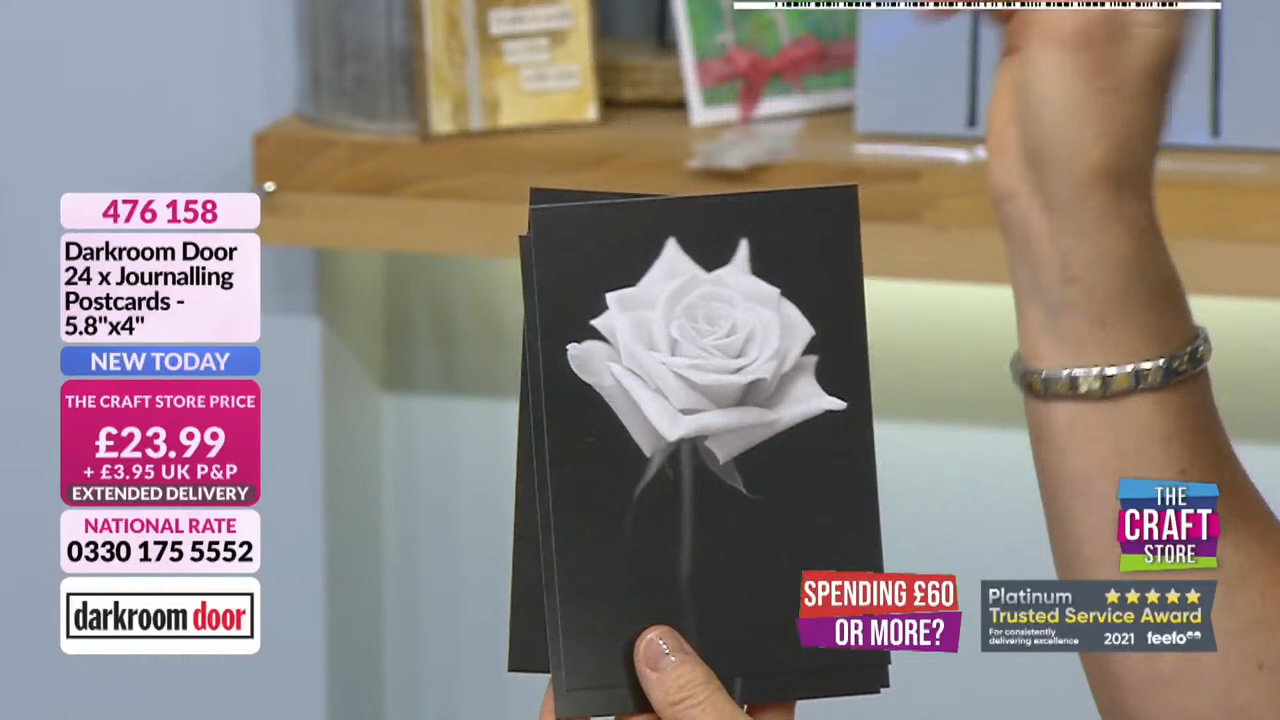 476 158
Darkroom Door
24 x Journalling
Postcards -
5.8"x4"
NEW TODAY
THE CRAFT STORE PRICE
£23.99
+ £3.95 UK P&P
EXTENDED DELIVERY
NATIONAL RATE
0330 175 5552
darkroom door
SPENDING £60
OR MORE?
THE
CRAFT
STORE
Platinum
Trusted Service Award
For consistently
delivering excellence
2021 feefo